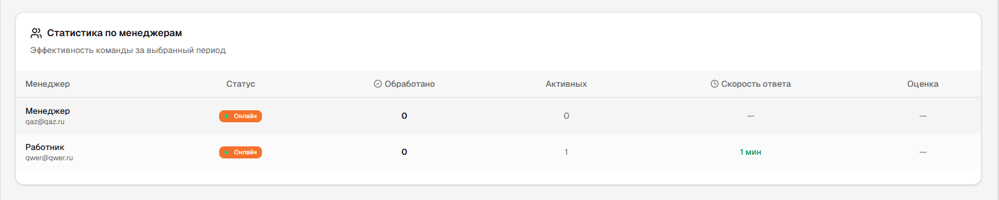 Статистика по менеджерам
Эффективность команды за выбранный период
Менеджер Статус Обработано Активных Скорость ответа Оценка
Менеджер Онлайн 0 0 — —
qaz@qaz.ru
Работник Онлайн 0 1 1 мин —
qwer@qwer.ru